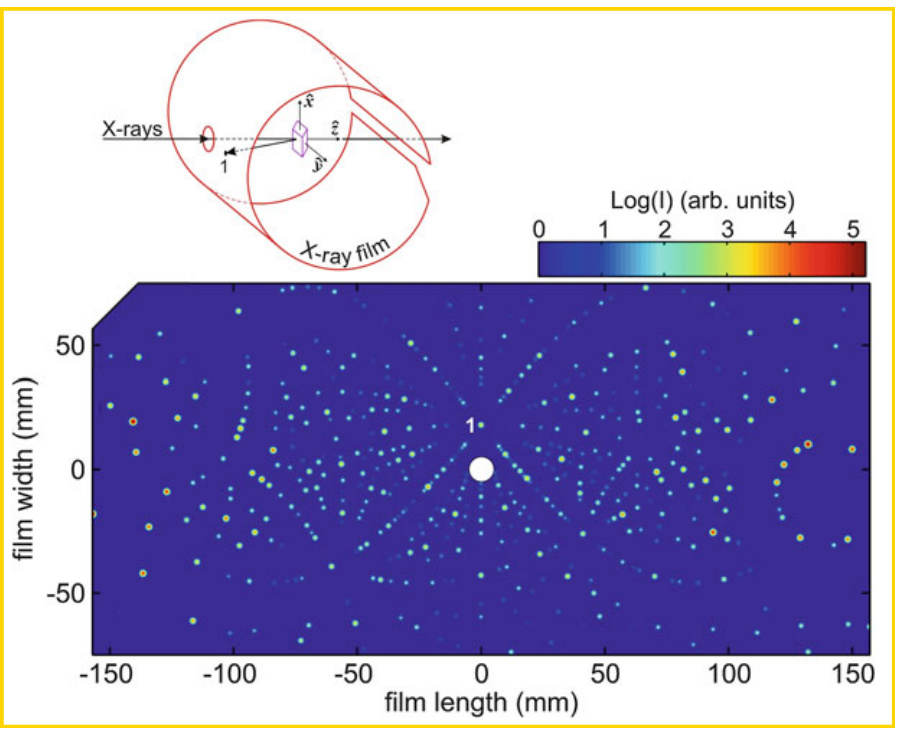 X-rays
1
x̂
ẑ
ŷ
X-ray film
Log(I) (arb. units)
0 1 2 3 4 5
film width (mm)
50
0
-50
1
-150 -100 -50 0 50 100 150
film length (mm)